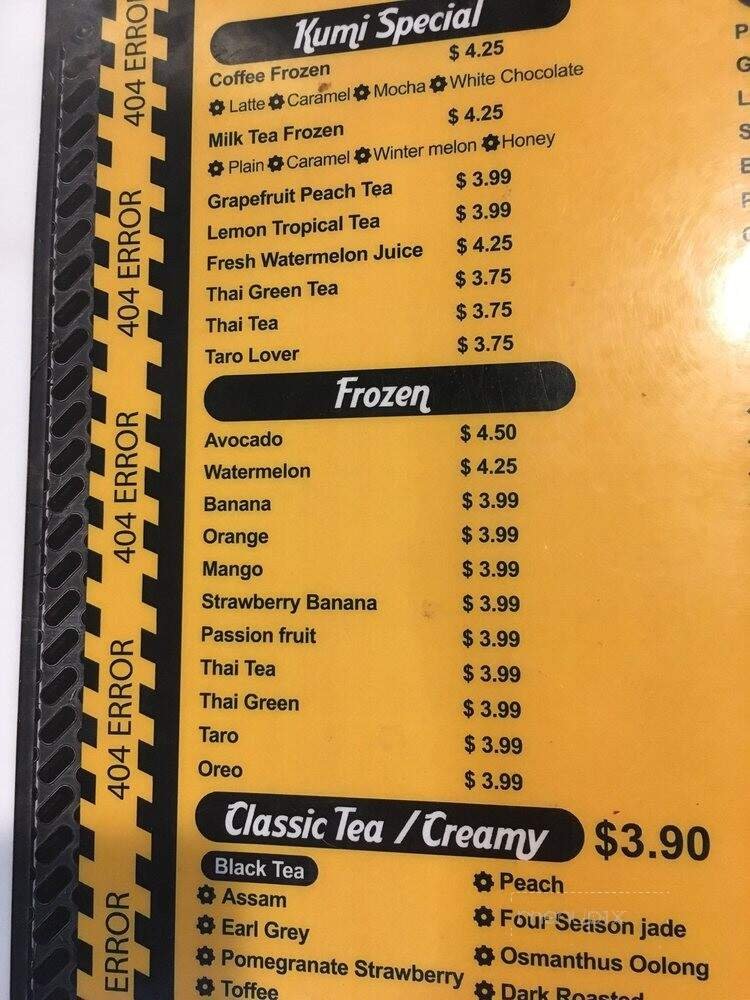 Kumi Special
Coffee Frozen $ 4.25
Latte Caramel Mocha White Chocolate
Milk Tea Frozen $ 4.25
Plain Caramel Winter melon Honey
Grapefruit Peach Tea $ 3.99
Lemon Tropical Tea $ 3.99
Fresh Watermelon Juice $ 4.25
Thai Green Tea $ 3.75
Thai Tea $ 3.75
Taro Lover $ 3.75
Frozen
Avocado $ 4.50
Watermelon $ 4.25
Banana $ 3.99
Orange $ 3.99
Mango $ 3.99
Strawberry Banana $ 3.99
Passion fruit $ 3.99
Thai Tea $ 3.99
Thai Green $ 3.99
Taro $ 3.99
Oreo $ 3.99
Classic Tea / Creamy $3.90
Black Tea
Assam
Earl Grey
Pomegranate Strawberry
Toffee
Peach
Four Season jade
Osmanthus Oolong
Dark Roasted
404 ERROR
404 ERROR
404 ERROR
404 ERROR
ERROR